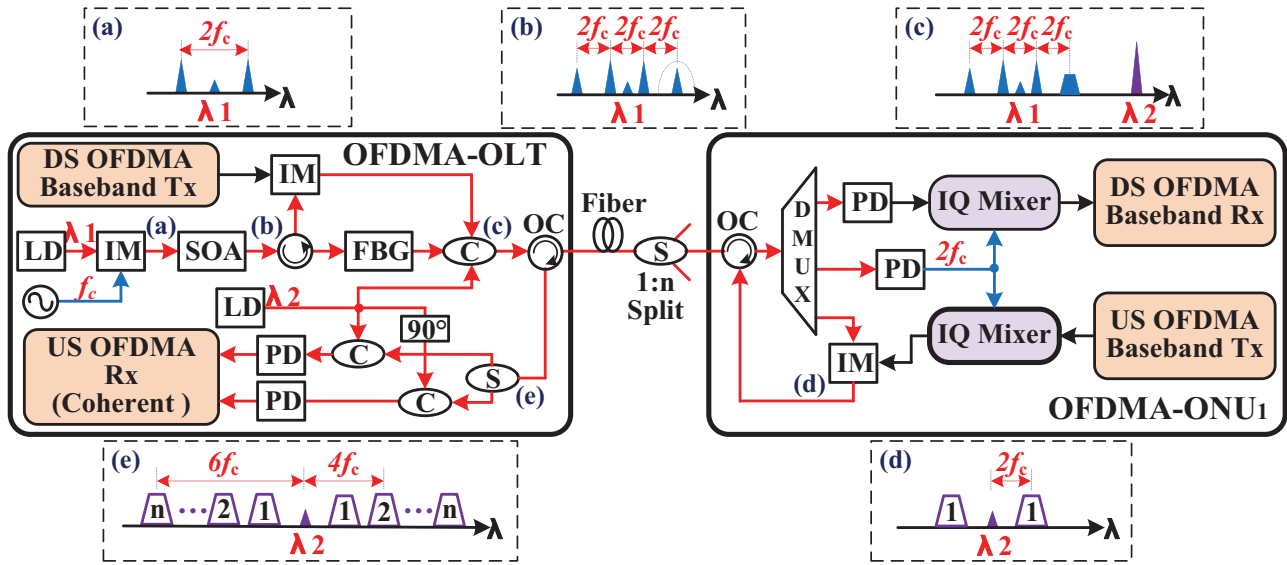 (a)
2fc
λ
λ1
(b)
2fc 2fc 2fc
λ
λ1
(c)
2fc 2fc 2fc
λ
λ1
λ2
OFDMA-OLT
DS OFDMA
Baseband Tx
IM
LD
λ1
IM
(a)
SOA
(b)
FBG
C
(c)
OC
fc
LD
λ2
90°
US OFDMA
Rx
(Coherent )
PD
C
PD
C
S
(e)
Fiber
S
1:n
Split
OC
DMUX
PD
IQ Mixer
DS OFDMA
Baseband Rx
PD
2fc
IQ Mixer
US OFDMA
Baseband Tx
IM
(d)
OFDMA-ONU1
(e)
6fc
4fc
n ••• 2 1 1 2 ••• n
λ
λ2
(d)
2fc
1 1
λ
λ2